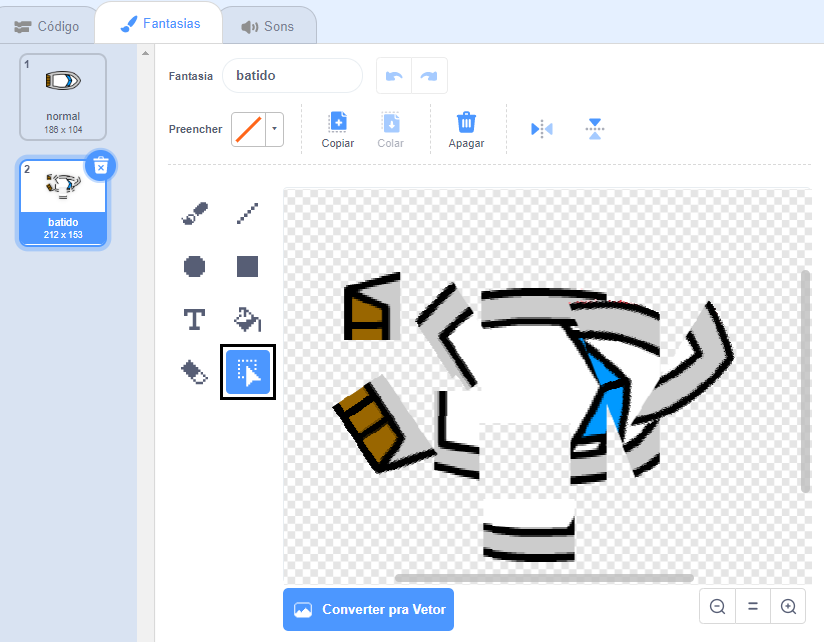 Código
Fantasias
Sons
1
normal
186 x 104
2
batido
212 x 153
Fantasia
batido
Preencher
Copiar
Colar
Apagar
T
Converter pra Vetor